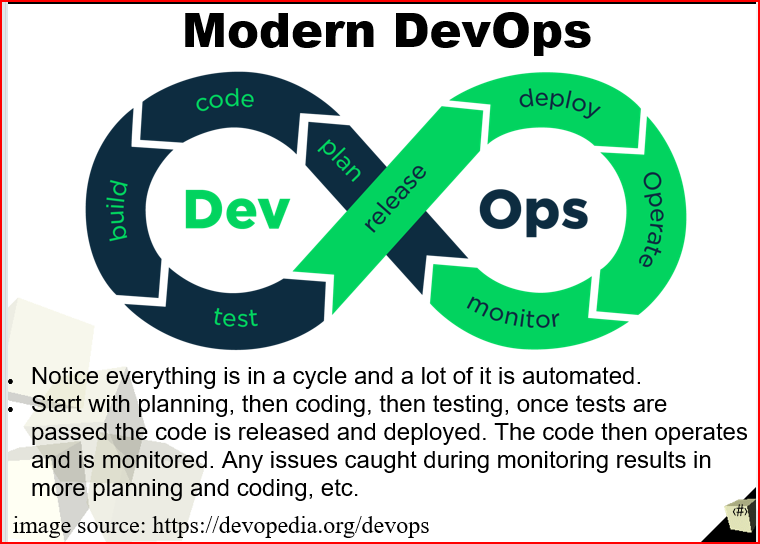 Modern DevOps
code
plan
build
Dev
test
release
deploy
Ops
Operate
monitor
Notice everything is in a cycle and a lot of it is automated.
Start with planning, then coding, then testing, once tests are
passed the code is released and deployed. The code then operates
and is monitored. Any issues caught during monitoring results in
more planning and coding, etc.
image source: https://devopedia.org/devops
‹#›